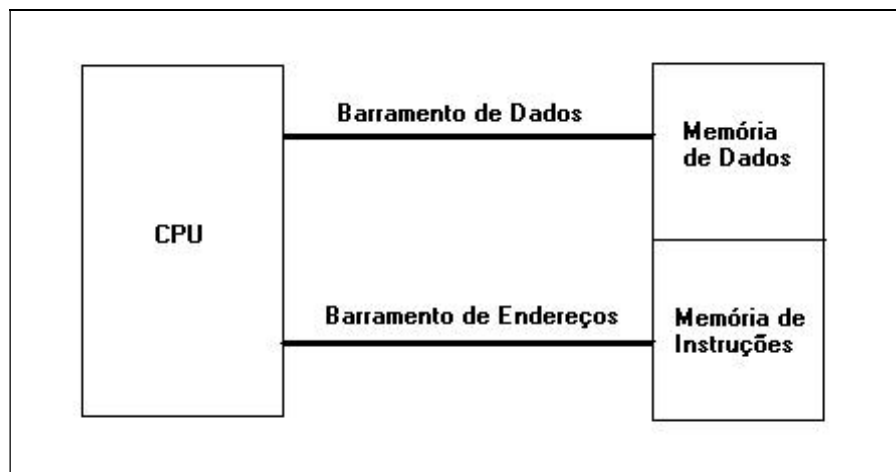 Barramento de Dados
Memória
de Dados
CPU
Barramento de Endereços
Memória de
Instruções